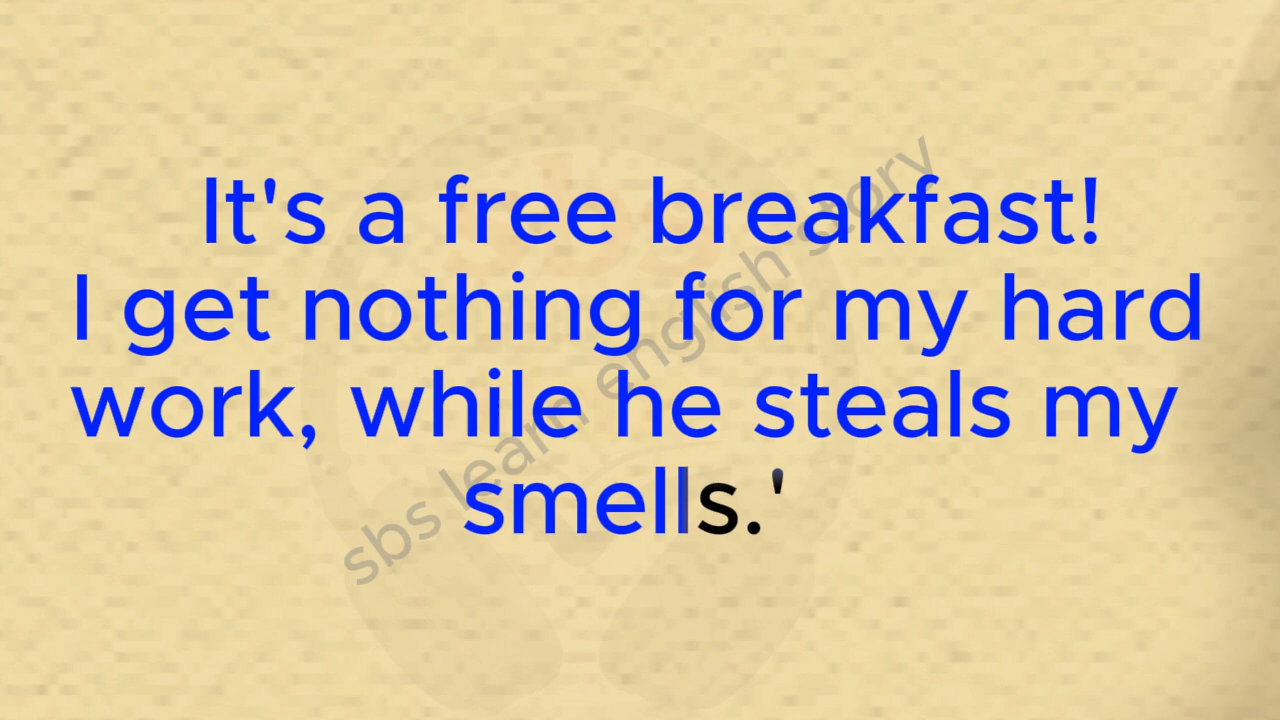 It's a free breakfast!
I get nothing for my hard
work, while he steals my
smells.'
sbs learn english story